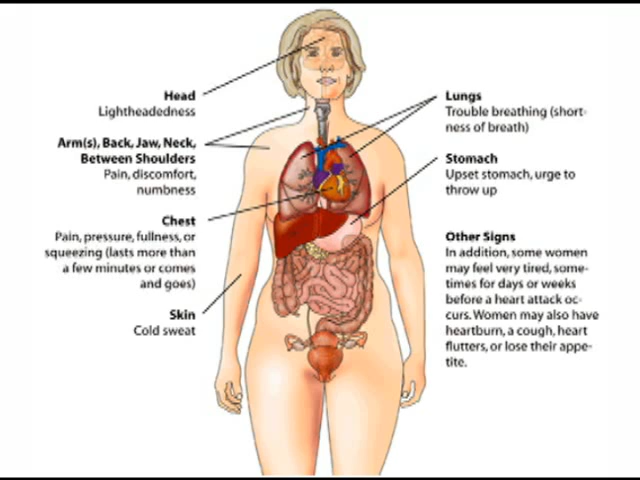 Head
Lightheadedness
Arm(s), Back, Jaw, Neck,
Between Shoulders
Pain, discomfort,
numbness
Chest
Pain, pressure, fullness, or
squeezing (lasts more than
a few minutes or comes
and goes)
Skin
Cold sweat
Lungs
Trouble breathing (short-
ness of breath)
Stomach
Upset stomach, urge to
throw up
Other Signs
In addition, some women
may feel very tired, some-
times for days or weeks
before a heart attack oc-
curs. Women may also have
heartburn, a cough, heart
flutters, or lose their appe-
tite.